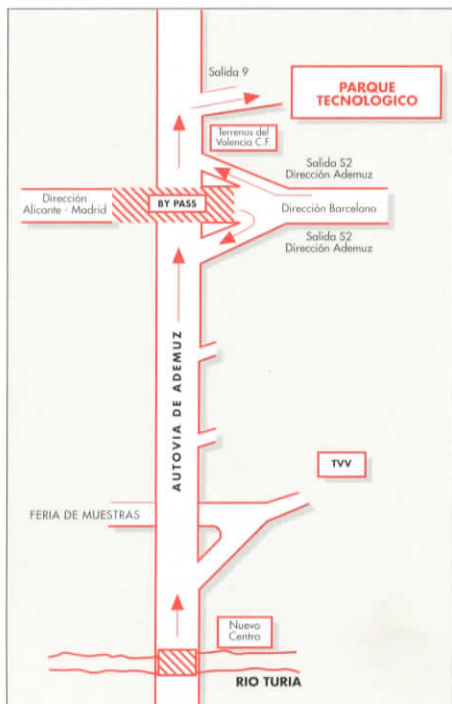 Salida 9
PARQUE
TECNOLOGICO
Terrenos del
Valencia C.F.
Salida S2
Dirección Ademuz
Dirección
Alicante - Madrid
BY PASS
Dirección Barcelona
Salida S2
Dirección Ademuz
AUTOVIA DE ADEMUZ
TVV
FERIA DE MUESTRAS
Nuevo
Centro
RIO TURIA